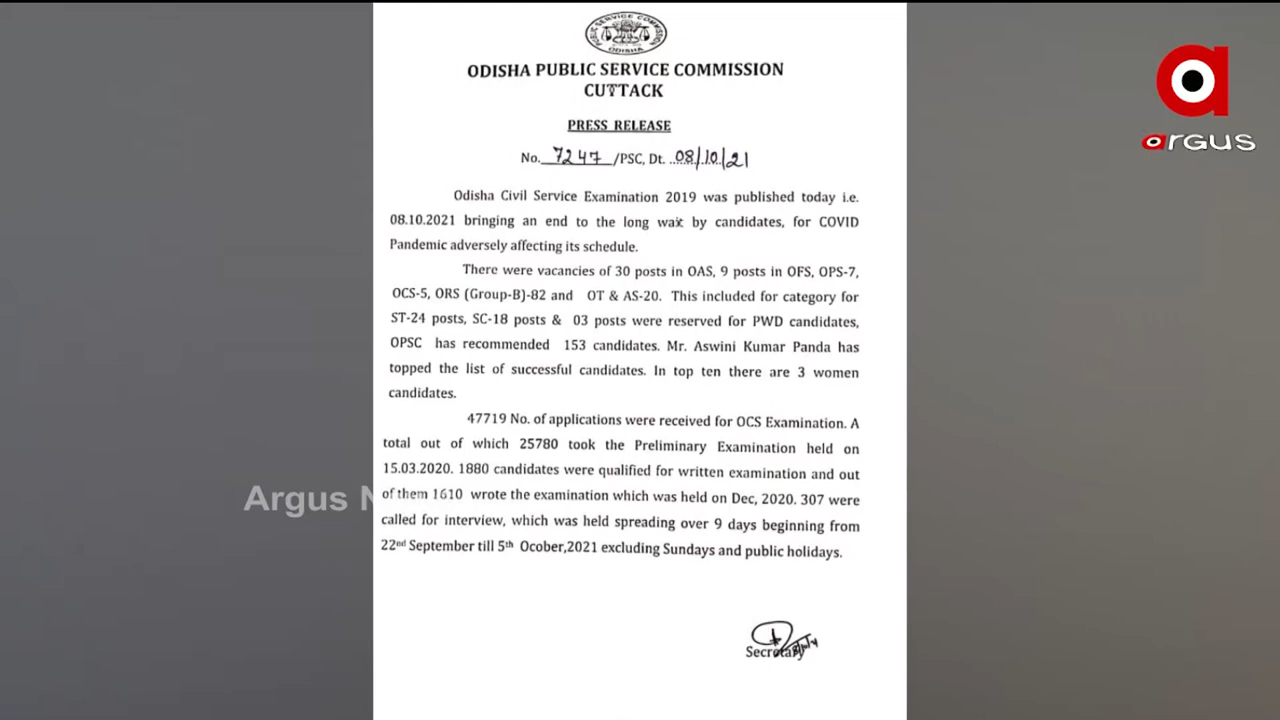 PUBLIC SERVICE COMMISSION
ODISHA
ODISHA PUBLIC SERVICE COMMISSION
CUTTACK
PRESS RELEASE
No. 7247 /PSC, Dt. 08/10/21
Odisha Civil Service Examination 2019 was published today i.e.
08.10.2021 bringing an end to the long wait by candidates, for COVID
Pandemic adversely affecting its schedule.
There were vacancies of 30 posts in OAS, 9 posts in OFS, OPS-7,
OCS-5, ORS (Group-B)-82 and OT & AS-20. This included for category for
ST-24 posts, SC-18 posts & 03 posts were reserved for PWD candidates,
OPSC has recommended 153 candidates. Mr. Aswini Kumar Panda has
topped the list of successful candidates. In top ten there are 3 women
candidates.
47719 No. of applications were received for OCS Examination. A
total out of which 25780 took the Preliminary Examination held on
15.03.2020. 1880 candidates were qualified for written examination and out
of them 1610 wrote the examination which was held on Dec, 2020. 307 were
called for interview, which was held spreading over 9 days beginning from
22nd September till 5th Ocober,2021 excluding Sundays and public holidays.
Secretary
argus
Argus N